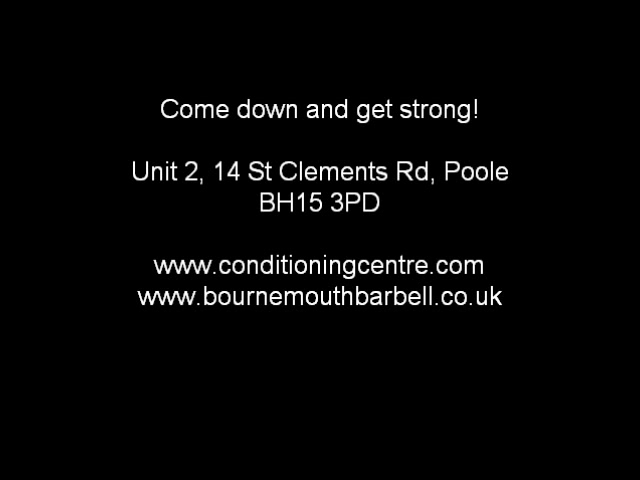 Come down and get strong!
Unit 2, 14 St Clements Rd, Poole
BH15 3PD
www.conditioningcentre.com
www.bournemouthbarbell.co.uk